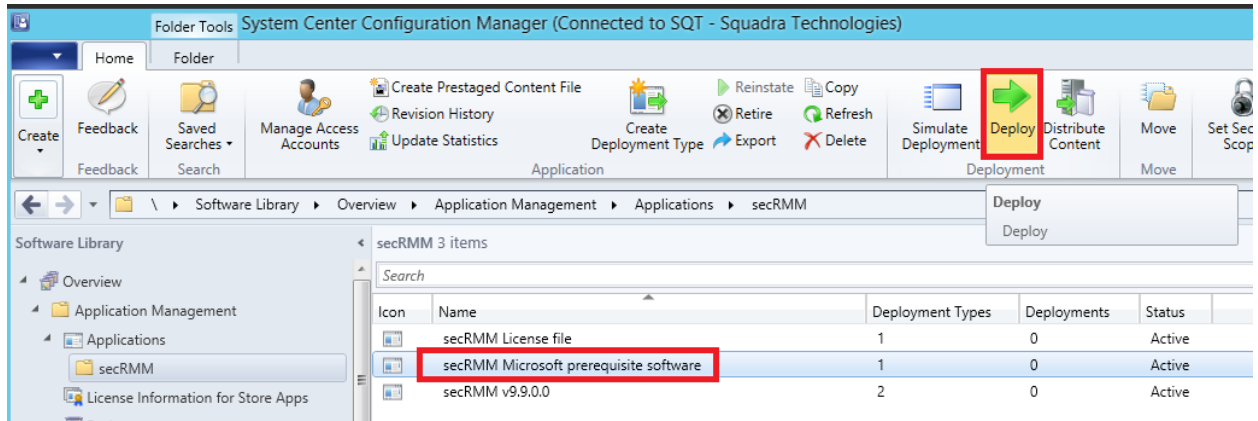 Folder Tools System Center Configuration Manager (Connected to SQT - Squadra Technologies)
Home Folder
Create
Feedback
Saved Searches
Manage Access Accounts
Create Prestaged Content File
Revision History
Update Statistics
Create Deployment Type
Reinstate
Retire
Export
Copy
Refresh
Delete
Simulate Deployment
Deploy
Distribute Content
Move
Set Sec
Scop
Feedback Search Application Deployment Move
\ Software Library Overview Application Management Applications secRMM
Deploy
Deploy
Software Library
Overview
Application Management
Applications
secRMM
License Information for Store Apps
secRMM 3 items
Search
Icon Name Deployment Types Deployments Status
secRMM License file 1 0 Active
secRMM Microsoft prerequisite software 1 0 Active
secRMM v9.9.0.0 2 0 Active